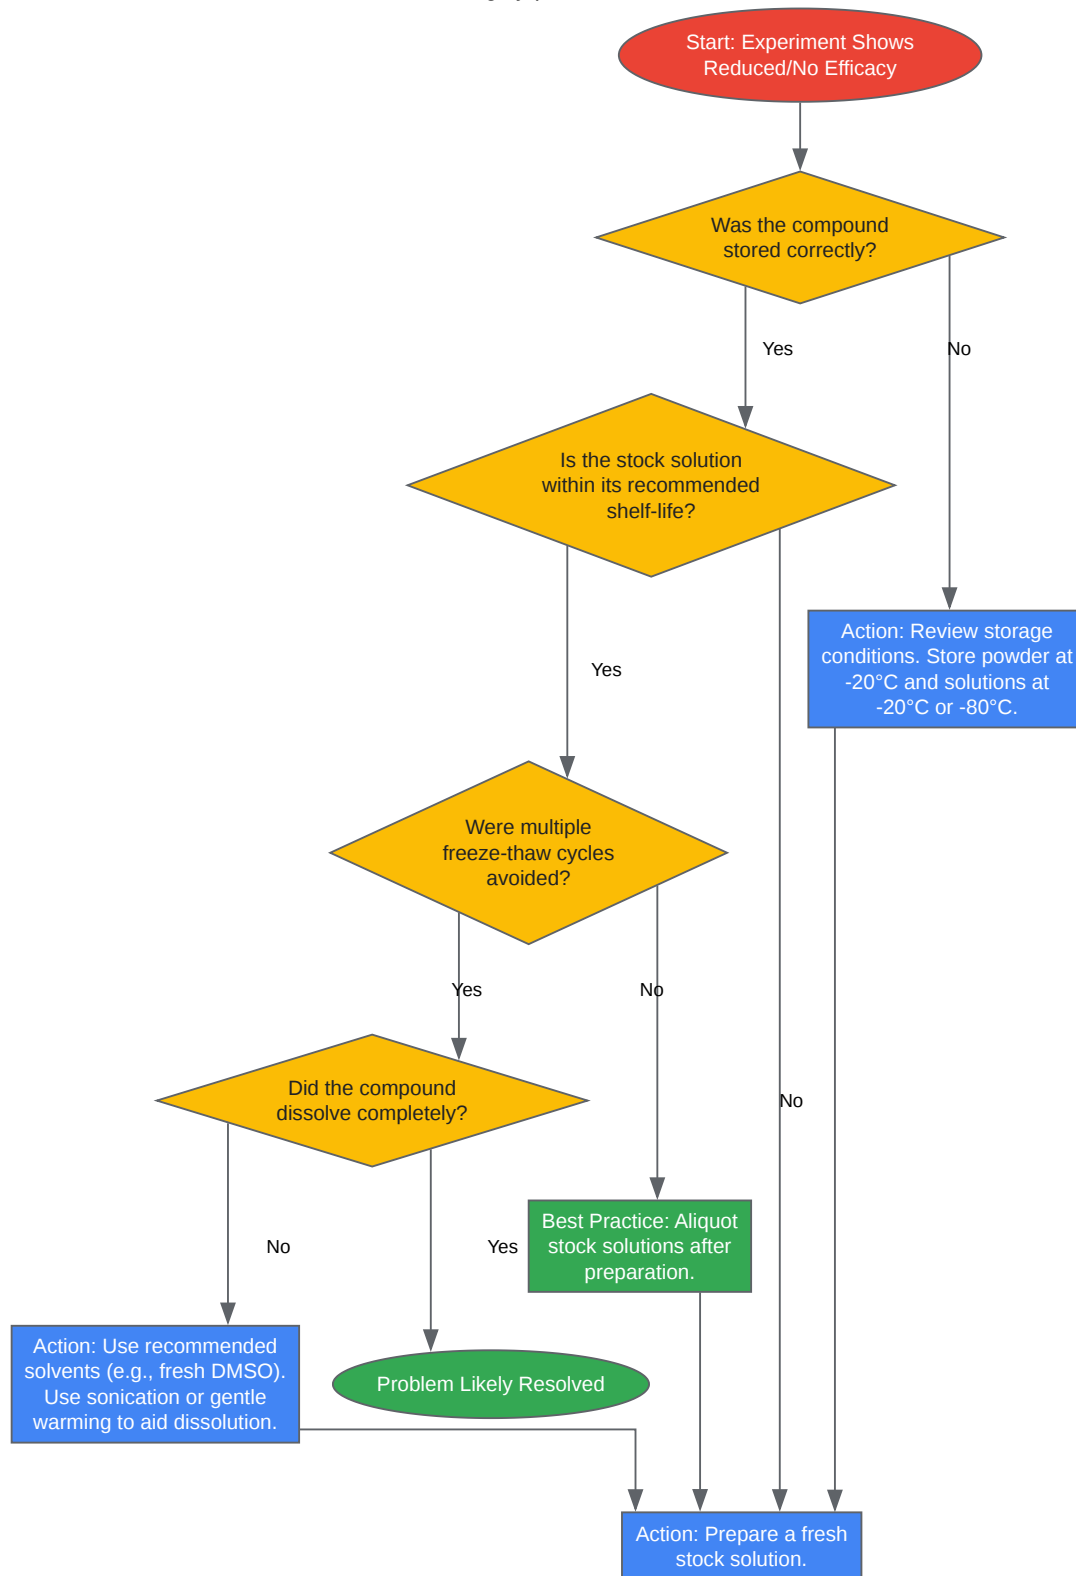 Start: Experiment Shows
Reduced/No Efficacy
Was the compound
stored correctly?
Yes
No
Is the stock solution
within its recommended
shelf-life?
Action: Review storage
conditions. Store powder at
-20°C and solutions at
-20°C or -80°C.
Yes
Were multiple
freeze-thaw cycles
avoided?
Yes
No
Did the compound
dissolve completely?
No
Best Practice: Aliquot
stock solutions after
preparation.
No
Yes
Action: Use recommended
solvents (e.g., fresh DMSO).
Use sonication or gentle
warming to aid dissolution.
Problem Likely Resolved
Action: Prepare a fresh
stock solution.